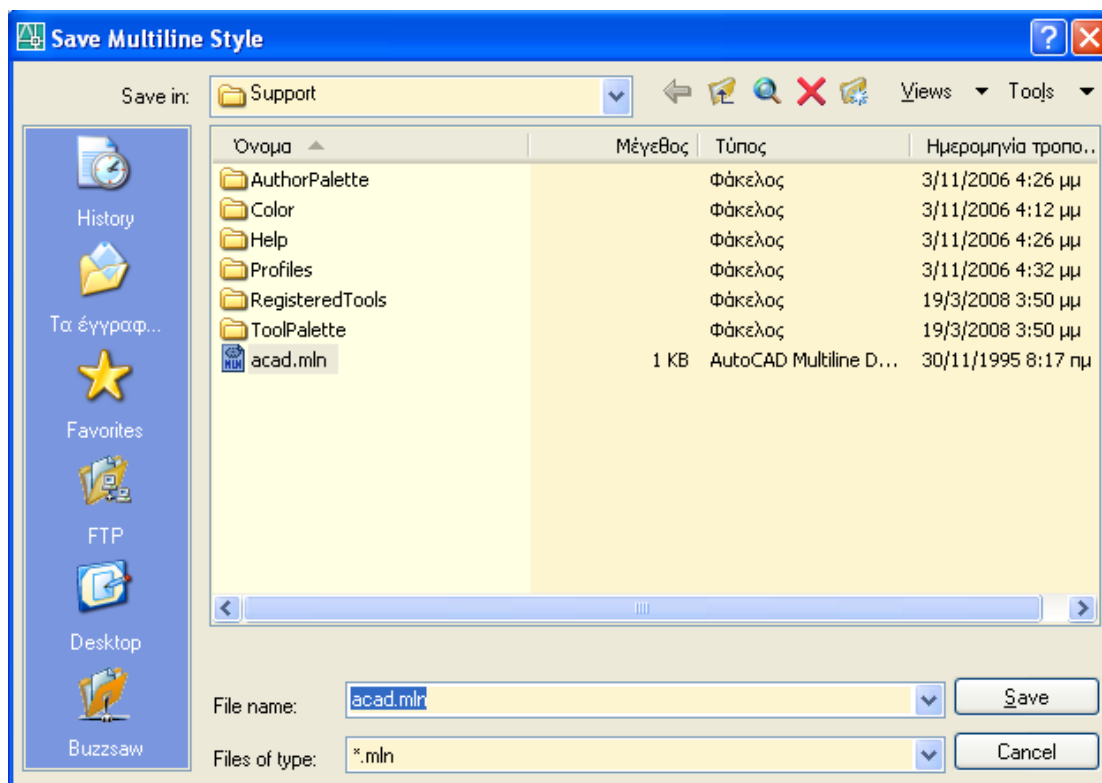 Save Multiline Style
Save in: Support Views Tools
Όνομα Μέγεθος Τύπος Ημερομηνία τροπο..
AuthorPalette Φάκελος 3/11/2006 4:26 μμ
Color Φάκελος 3/11/2006 4:12 μμ
Help Φάκελος 3/11/2006 4:26 μμ
Profiles Φάκελος 3/11/2006 4:32 μμ
RegisteredTools Φάκελος 19/3/2008 3:50 μμ
ToolPalette Φάκελος 19/3/2008 3:50 μμ
acad.mln 1 KB AutoCAD Multiline D... 30/11/1995 8:17 πμ
History
Τα έγγραφ...
Favorites
FTP
Desktop
Buzzsaw
File name: acad.mln Save
Files of type: *.mln Cancel